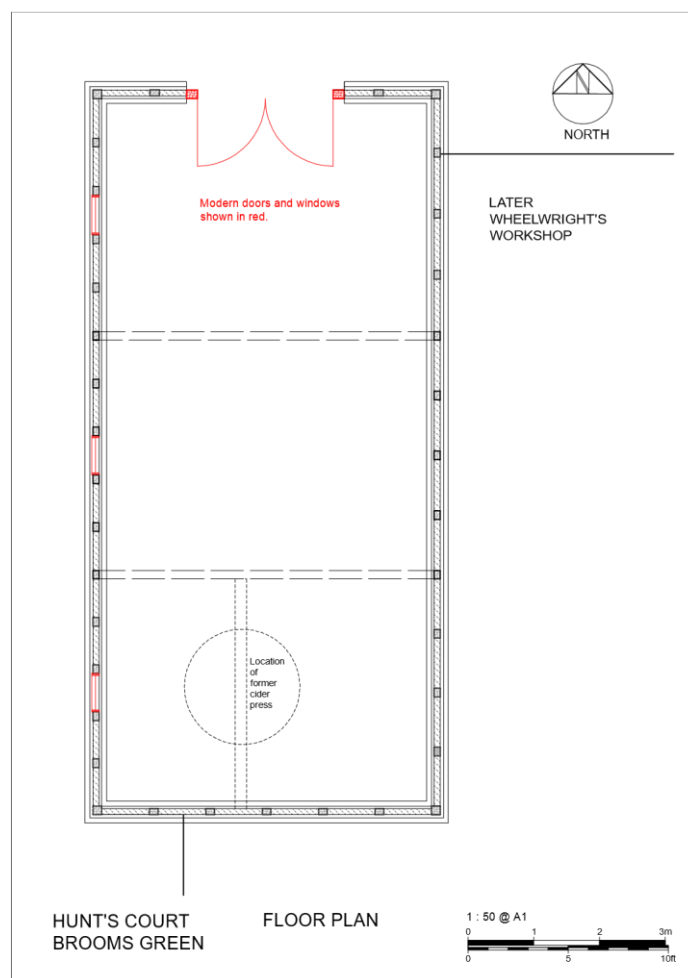 N
NORTH
Modern doors and windows
shown in red.
LATER
WHEELWRIGHT'S
WORKSHOP
Location
of
former
cider
press
HUNT'S COURT
BROOMS GREEN
FLOOR PLAN
1 : 50 @ A1
0 1 2 3m
0 5 10ft